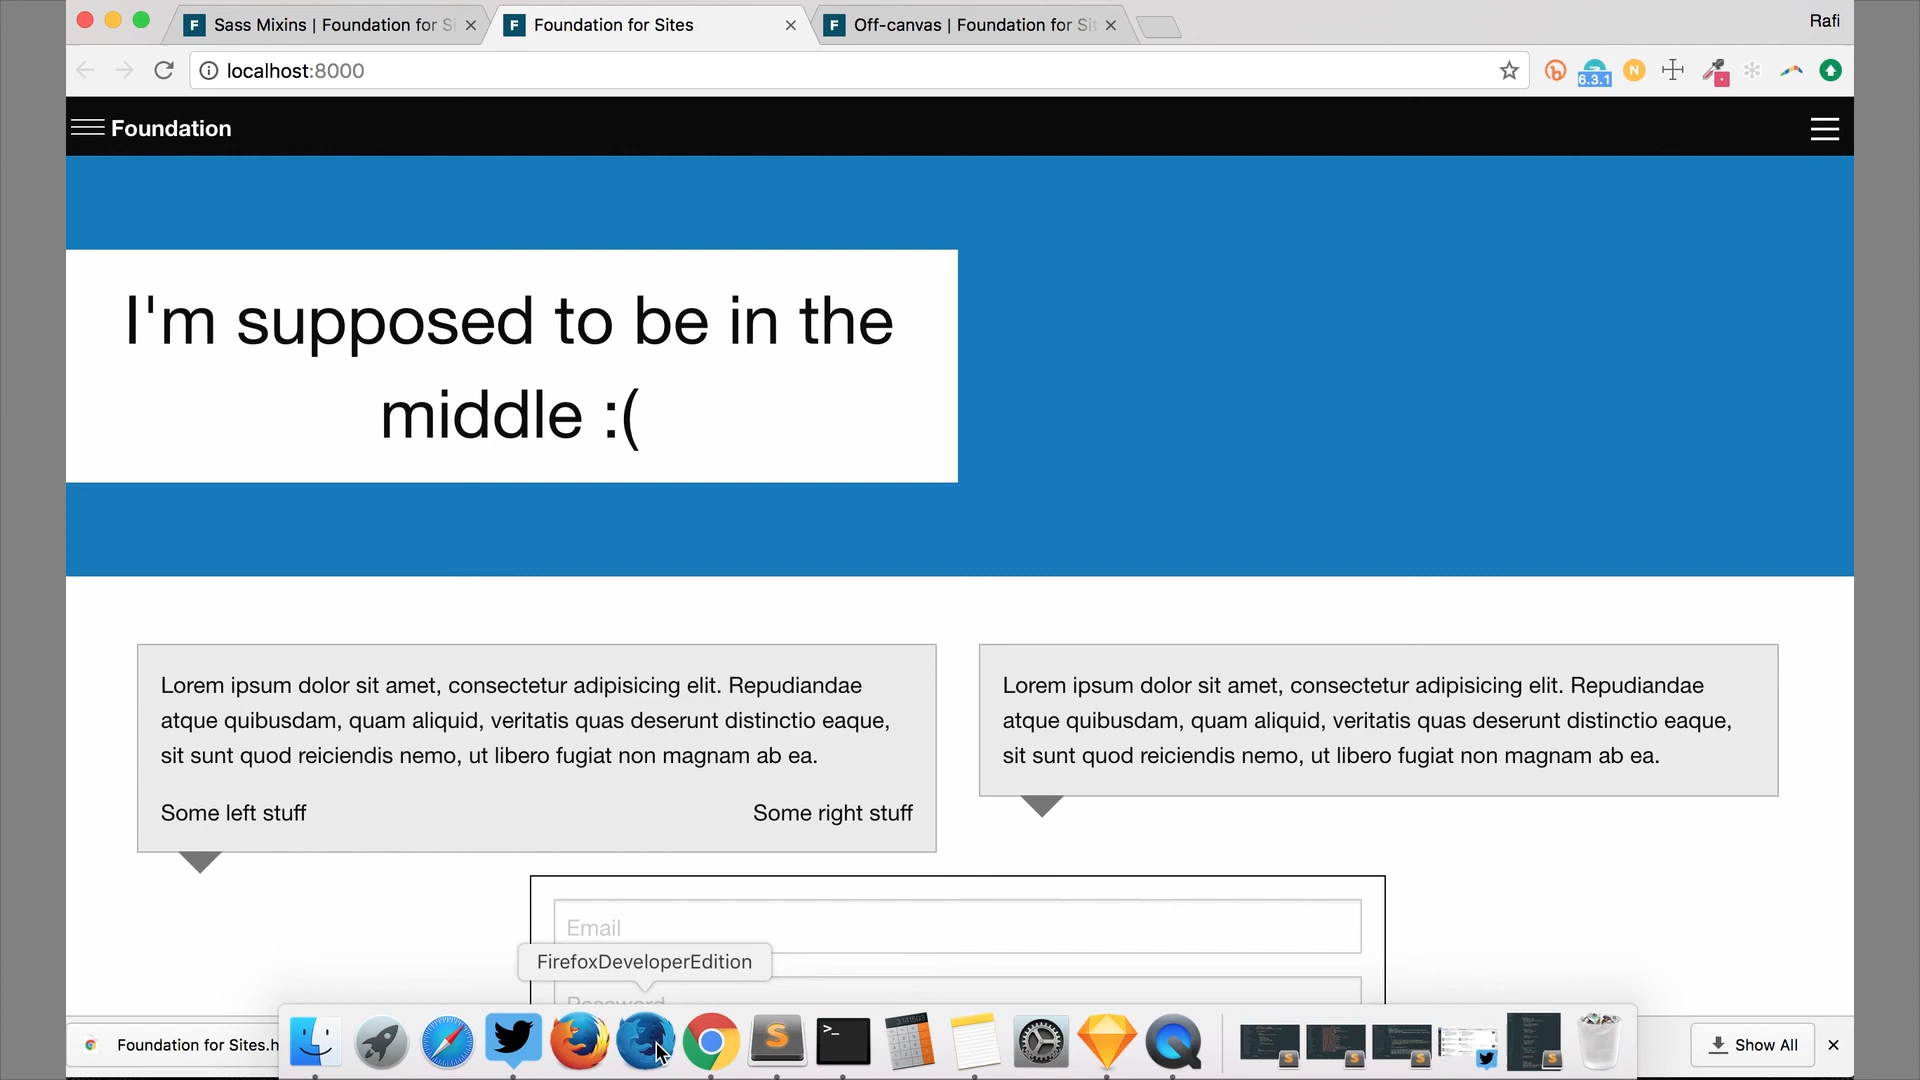 Sass Mixins | Foundation for Si
Foundation for Sites
Off-canvas | Foundation for Sit
Rafi
localhost:8000
6.3.1
N
Foundation
I'm supposed to be in the
middle :(
Lorem ipsum dolor sit amet, consectetur adipisicing elit. Repudiandae
atque quibusdam, quam aliquid, veritatis quas deserunt distinctio eaque,
sit sunt quod reiciendis nemo, ut libero fugiat non magnam ab ea.
Some left stuff
Some right stuff
Lorem ipsum dolor sit amet, consectetur adipisicing elit. Repudiandae
atque quibusdam, quam aliquid, veritatis quas deserunt distinctio eaque,
sit sunt quod reiciendis nemo, ut libero fugiat non magnam ab ea.
Email
FirefoxDeveloperEdition
Password
Foundation for Sites.h
Show All